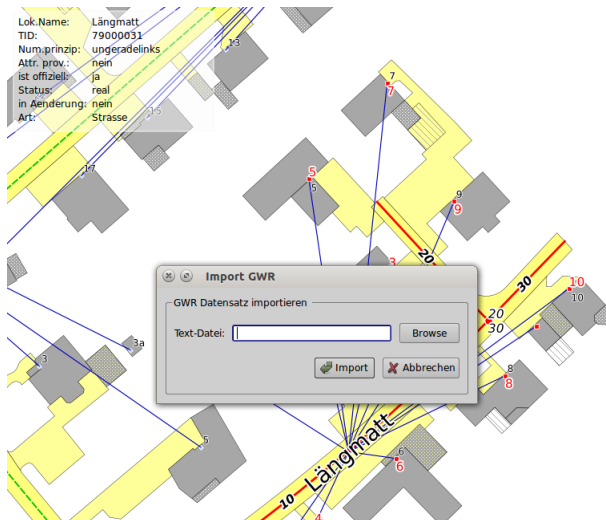 Lok.Name: Längmatt
TID: 79000031
Num.prinzip: ungeradelinks
Attr. prov.: nein
ist offiziell: ja
Status: real
in Aenderung: nein
Art: Strasse
13
15
17
7
7
5
5
9
9
20
3
30
10
10
20
30
Import GWR
GWR Datensatz importieren
Text-Datei:
Browse
Import
Abbrechen
3a
3
8
8
5
Längmatt
6
6
10
4